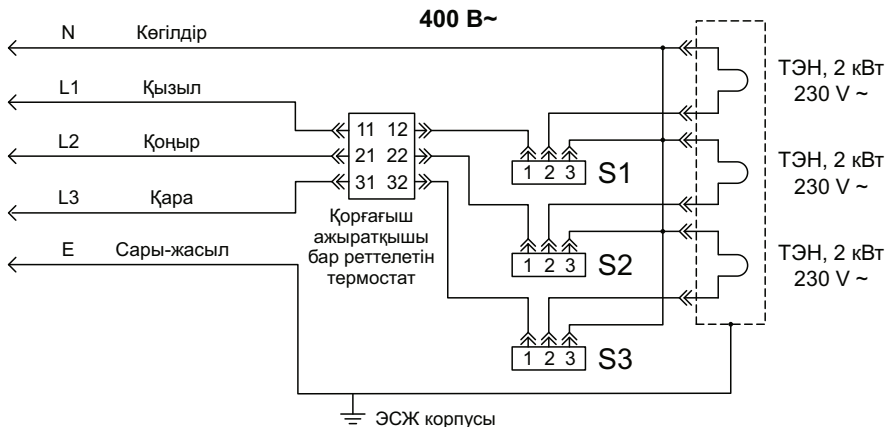 400 В~
N Көгілдір
L1 Қызыл
L2 Қоңыр
L3 Қара
E Сары-жасыл
11 12
21 22
31 32
Қорғағыш
ажыратқышы
бар реттелетін
термостат
1 2 3 S1
1 2 3 S2
1 2 3 S3
ТЭН, 2 кВт
230 V ~
ТЭН, 2 кВт
230 V ~
ТЭН, 2 кВт
230 V ~
ЭСЖ корпусы